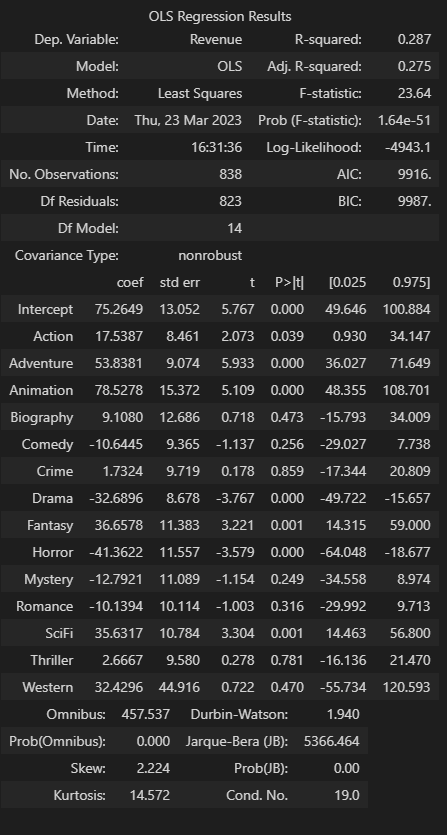 OLS Regression Results
Dep. Variable: Revenue R-squared: 0.287
Model: OLS Adj. R-squared: 0.275
Method: Least Squares F-statistic: 23.64
Date: Thu, 23 Mar 2023 Prob (F-statistic): 1.64e-51
Time: 16:31:36 Log-Likelihood: -4943.1
No. Observations: 838 AIC: 9916.
Df Residuals: 823 BIC: 9987.
Df Model: 14
Covariance Type: nonrobust
coef std err t P>|t| [0.025 0.975]
Intercept 75.2649 13.052 5.767 0.000 49.646 100.884
Action 17.5387 8.461 2.073 0.039 0.930 34.147
Adventure 53.8381 9.074 5.933 0.000 36.027 71.649
Animation 78.5278 15.372 5.109 0.000 48.355 108.701
Biography 9.1080 12.686 0.718 0.473 -15.793 34.009
Comedy -10.6445 9.365 -1.137 0.256 -29.027 7.738
Crime 1.7324 9.719 0.178 0.859 -17.344 20.809
Drama -32.6896 8.678 -3.767 0.000 -49.722 -15.657
Fantasy 36.6578 11.383 3.221 0.001 14.315 59.000
Horror -41.3622 11.557 -3.579 0.000 -64.048 -18.677
Mystery -12.7921 11.089 -1.154 0.249 -34.558 8.974
Romance -10.1394 10.114 -1.003 0.316 -29.992 9.713
SciFi 35.6317 10.784 3.304 0.001 14.463 56.800
Thriller 2.6667 9.580 0.278 0.781 -16.136 21.470
Western 32.4296 44.916 0.722 0.470 -55.734 120.593
Omnibus: 457.537 Durbin-Watson: 1.940
Prob(Omnibus): 0.000 Jarque-Bera (JB): 5366.464
Skew: 2.224 Prob(JB): 0.00
Kurtosis: 14.572 Cond. No. 19.0